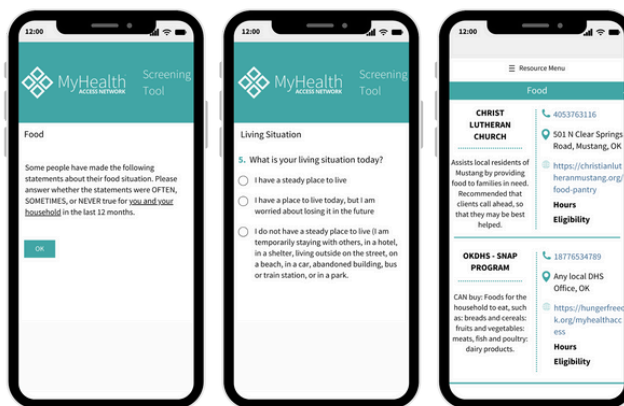 12:00
MyHealth
ACCESS NETWORK
Screening
Tool
Food
Some people have made the following
statements about their food situation. Please
answer whether the statements were OFTEN,
SOMETIMES, or NEVER true for you and your
household in the last 12 months.
OK
12:00
MyHealth
ACCESS NETWORK
Screening
Tool
Living Situation
5. What is your living situation today?
I have a steady place to live
I have a place to live today, but I am
worried about losing it in the future
I do not have a steady place to live (I am
temporarily staying with others, in a hotel,
in a shelter, living outside on the street, on
a beach, in a car, abandoned building, bus
or train station, or in a park.
12:00
Resource Menu
Food
CHRIST
LUTHERAN
CHURCH
Assists local residents of
Mustang by providing
food to families in need.
Recommended that
clients call ahead, so
that they may be best
helped.
4053763116
501 N Clear Springs
Road, Mustang, OK
https://christianlut
heranmustang.org/
food-pantry
Hours
Eligibility
OKDHS - SNAP
PROGRAM
CAN buy: Foods for the
household to eat, such
as: breads and cereals:
fruits and vegetables:
meats, fish and poultry:
dairy products.
18776534789
Any local DHS
Office, OK
https://hungerfreeo
k.org/myhealthacc
ess
Hours
Eligibility